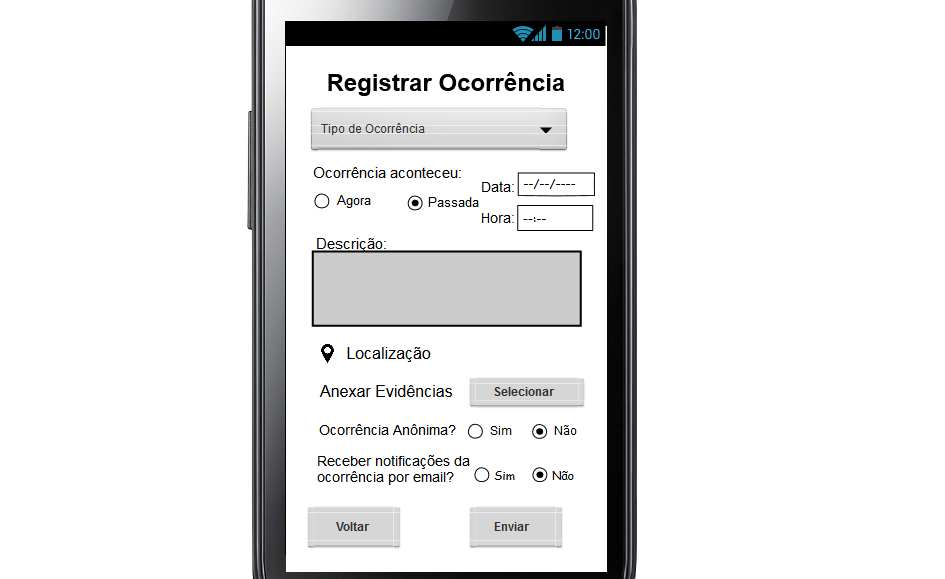 12:00
Registrar Ocorrência
Tipo de Ocorrência
Ocorrência aconteceu:
Agora
Passada
Data: --/--/----
Hora: --:--
Descrição:
Localização
Anexar Evidências Selecionar
Ocorrência Anônima? Sim Não
Receber notificações da
ocorrência por email? Sim Não
Voltar Enviar